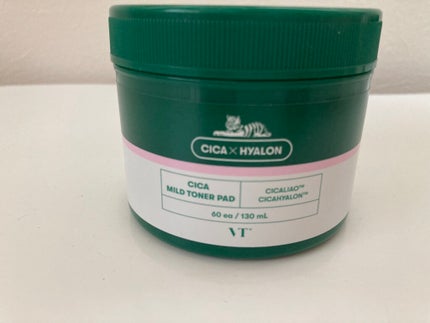 CICA × HYALON
CICA
MILD TONER PAD
CICALIAO™
CICAHYALON™
60 ea / 130 mL
VT